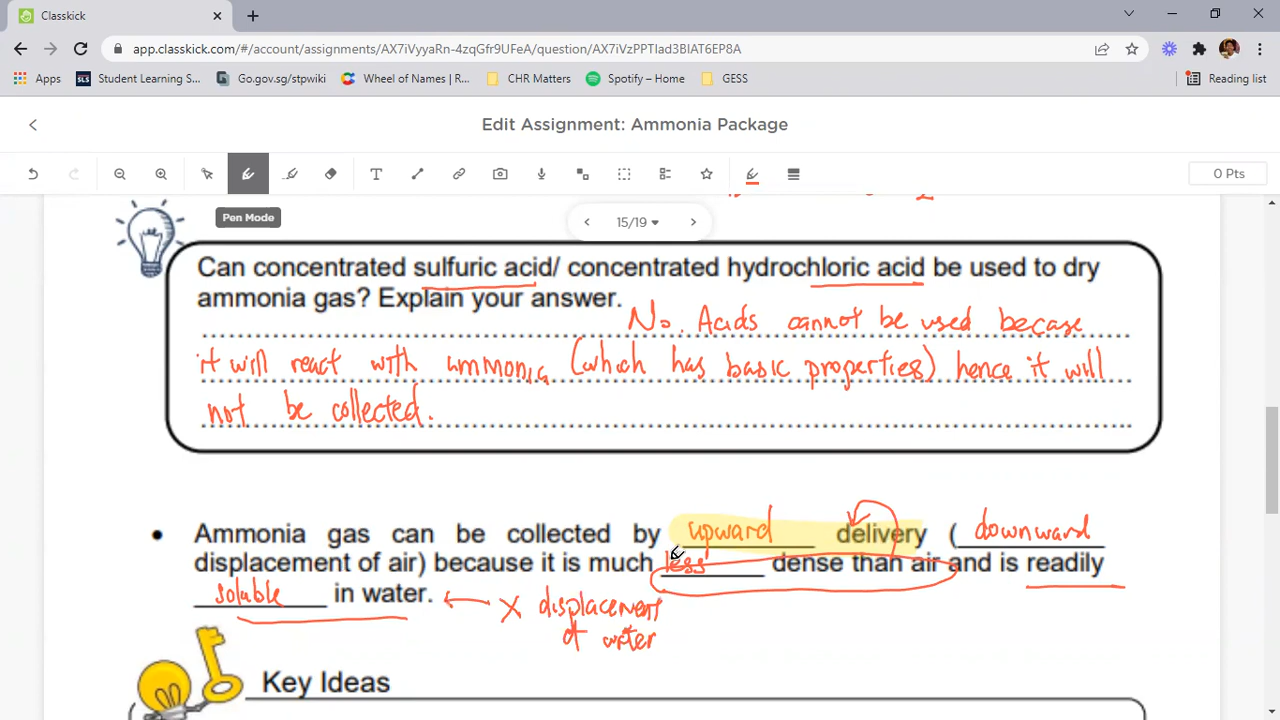 Classkick
app.classkick.com/#/account/assignments/AX7iVyyaRn-4zqGfr9UFeA/question/AX7iVzPPTIad3BIAT6EP8A
Apps Student Learning S... Go.gov.sg/stpwiki Wheel of Names | R... CHR Matters Spotify – Home GESS Reading list
Edit Assignment: Ammonia Package
0 Pts
Pen Mode
15/19
Can concentrated sulfuric acid/ concentrated hydrochloric acid be used to dry
ammonia gas? Explain your answer.
No. Acids cannot be used becase
it will react with ammonia (which has basic properties) hence it will
not be collected.
• Ammonia gas can be collected by upward delivery (downward
displacement of air) because it is much less dense than air and is readily
soluble in water. ← X displacement
of water
Key Ideas